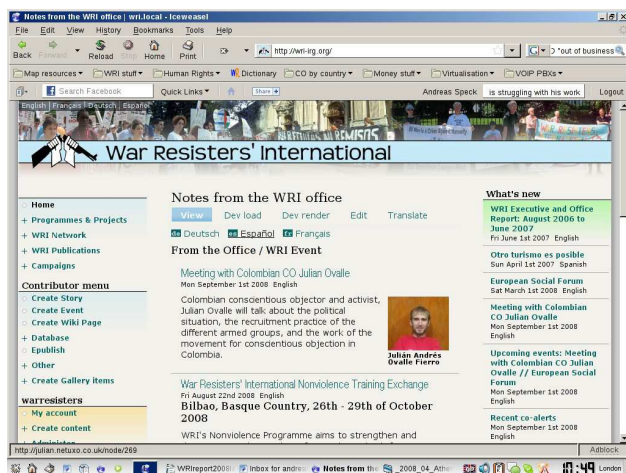 Notes from the WRI office | wri.local - Iceweasel
File Edit View History Bookmarks Tools Help
Back Forward Reload Stop Home Print http://wri-irg.org/ "out of business
Map resources WRI stuff Human Rights Dictionary CO by country Money stuff Virtualisation VOIP PBXs
Search Facebook Quick Links Share + Andreas Speck is struggling with his work Logout
English | Français | Deutsch | Español
War Resisters' International
Home
+ Programmes & Projects
+ WRI Network
+ WRI Publications
+ Campaigns
Contributor menu
Create Story
Create Event
Create Wiki Page
+ Database
Epublish
+ Other
+ Create Gallery items
warresisters
My account
+ Create content
+ Administer
Notes from the WRI office
View Dev load Dev render Edit Translate
de Deutsch es Español fr Français
From the Office / WRI Event
Meeting with Colombian CO Julian Ovalle
Mon September 1st 2008 English
Colombian conscientious objector and activist,
Julian Ovalle will talk about the political
situation, the recruitment practice of the
different armed groups, and the work of the
movement for conscientious objection in
Colombia.
Julián Andrés
Ovalle Fierro
War Resisters' International Nonviolence Training Exchange
Fri August 22nd 2008 English
Bilbao, Basque Country, 26th - 29th of October
2008
WRI's Nonviolence Programme aims to strengthen and
What's new
WRI Executive and Office
Report: August 2006 to
June 2007
Fri June 1st 2007 English
Otro turismo es posible
Sun April 1st 2007 Spanish
European Social Forum
Sat March 1st 2008 English
Meeting with Colombian
CO Julian Ovalle
Mon September 1st 2008
English
Upcoming events: Meeting
with Colombian CO Julian
Ovalle // European Social
Forum
Mon September 1st 2008
English
Recent co-alerts
Mon September 1st 2008
English
http://julian.netuxo.co.uk/node/269 Adblock
WRIreport2008 Inbox for andrea Notes from the _2008_04_Athe 11:49 London